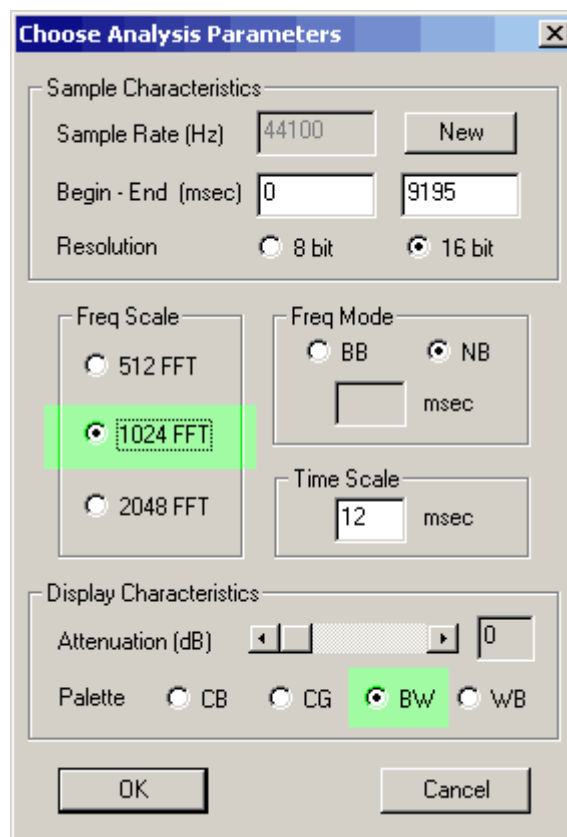 Choose Analysis Parameters
Sample Characteristics
Sample Rate (Hz) 44100 New
Begin - End (msec) 0 9195
Resolution 8 bit 16 bit
Freq Scale
512 FFT
1024 FFT
2048 FFT
Freq Mode
BB NB
msec
Time Scale
12 msec
Display Characteristics
Attenuation (dB) 0
Palette CB CG BW WB
OK Cancel